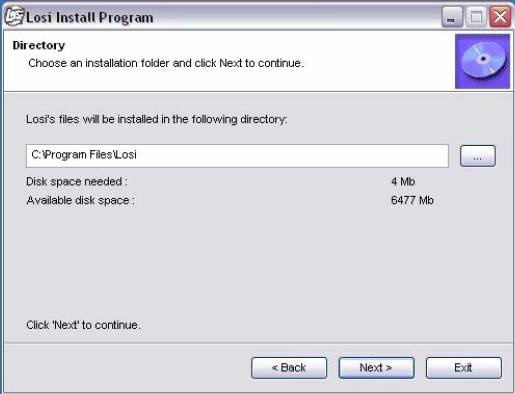 Losi Install Program
Directory
Choose an installation folder and click Next to continue.
Losi's files will be installed in the following directory:
C:\Program Files\Losi
...
Disk space needed : 4 Mb
Available disk space : 6477 Mb
Click 'Next' to continue.
< Back Next > Exit